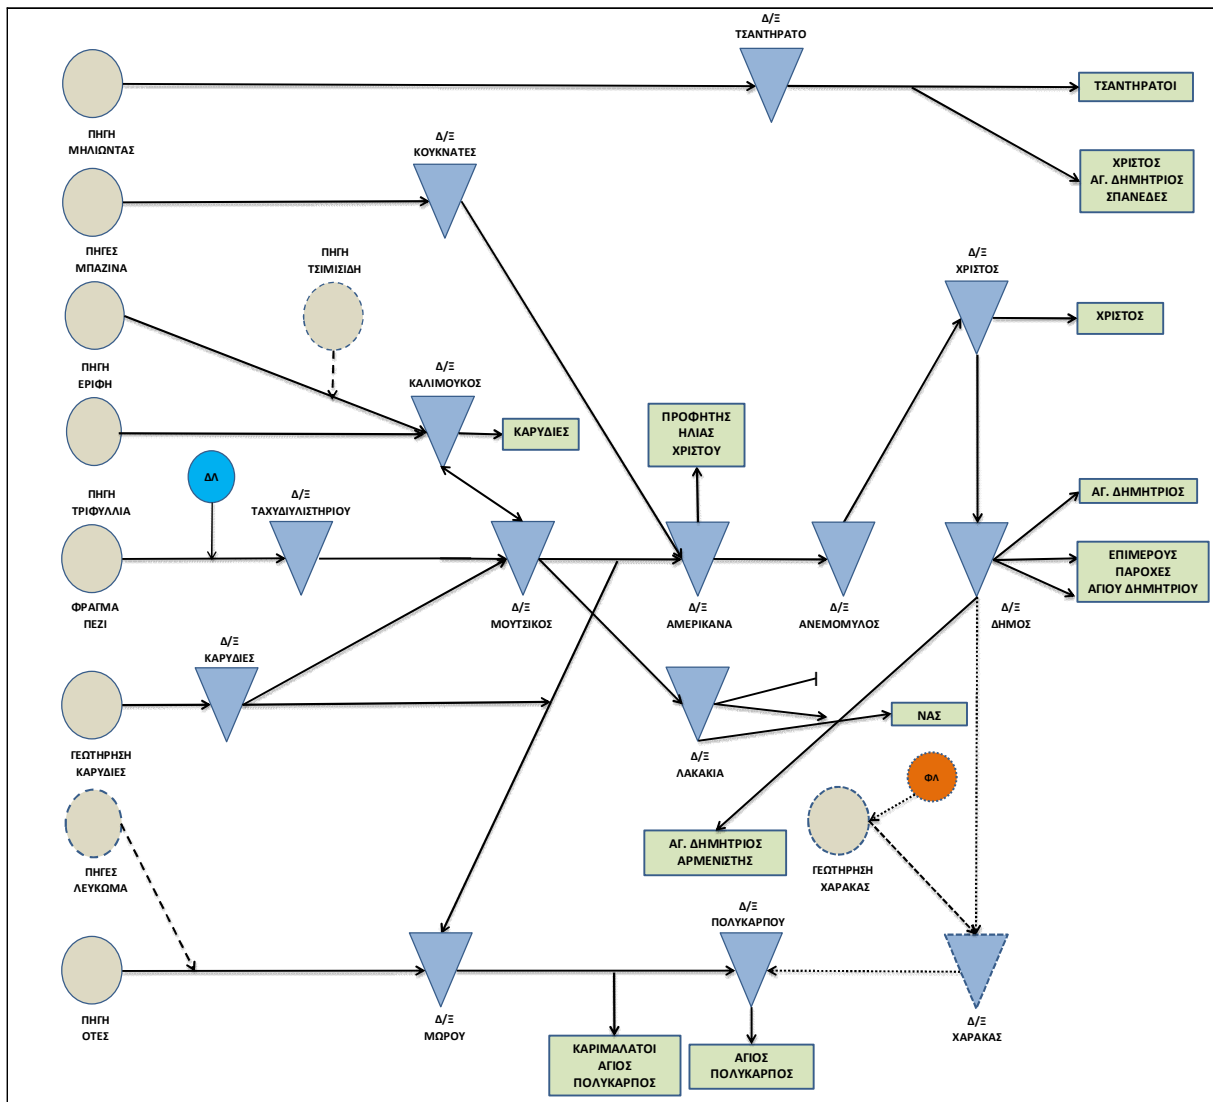 Δ/Ξ
ΤΣΑΝΤΗΡΑΤΟ
ΤΣΑΝΤΗΡΑΤΟΙ
ΠΗΓΗ
ΜΗΛΙΩΝΤΑΣ
Δ/Ξ
ΚΟΥΚΝΑΤΕΣ
ΧΡΙΣΤΟΣ
ΑΓ. ΔΗΜΗΤΡΙΟΣ
ΣΠΑΝΕΔΕΣ
ΠΗΓΕΣ
ΜΠΑΖΙΝΑ
ΠΗΓΗ
ΤΣΙΜΙΣΙΔΗ
Δ/Ξ
ΧΡΙΣΤΟΣ
ΧΡΙΣΤΟΣ
ΠΗΓΗ
ΕΡΙΦΗ
Δ/Ξ
ΚΑΛΙΜΟΥΚΟΣ
ΚΑΡΥΔΙΕΣ
ΠΡΟΦΗΤΗΣ
ΗΛΙΑΣ
ΧΡΙΣΤΟΥ
ΔΛ
ΠΗΓΗ
ΤΡΙΦΥΛΛΙΑ
Δ/Ξ
ΤΑΧΥΔΙΥΛΙΣΤΗΡΙΟΥ
ΑΓ. ΔΗΜΗΤΡΙΟΣ
ΕΠΙΜΕΡΟΥΣ
ΠΑΡΟΧΕΣ
ΑΓΙΟΥ ΔΗΜΗΤΡΙΟΥ
ΦΡΑΓΜΑ
ΠΕΖΙ
Δ/Ξ
ΜΟΥΤΣΙΚΟΣ
Δ/Ξ
ΑΜΕΡΙΚΑΝΑ
Δ/Ξ
ΑΝΕΜΟΜΥΛΟΣ
Δ/Ξ
ΔΗΜΟΣ
Δ/Ξ
ΚΑΡΥΔΙΕΣ
ΝΑΣ
ΓΕΩΤΗΡΗΣΗ
ΚΑΡΥΔΙΕΣ
Δ/Ξ
ΛΑΚΑΚΙΑ
ΦΛ
ΠΗΓΕΣ
ΛΕΥΚΩΜΑ
ΑΓ. ΔΗΜΗΤΡΙΟΣ
ΑΡΜΕΝΙΣΤΗΣ
ΓΕΩΤΗΡΗΣΗ
ΧΑΡΑΚΑΣ
Δ/Ξ
ΠΟΛΥΚΑΡΠΟΥ
ΠΗΓΗ
ΟΤΕΣ
Δ/Ξ
ΜΩΡΟΥ
Δ/Ξ
ΧΑΡΑΚΑΣ
ΚΑΡΙΜΑΛΑΤΟΙ
ΑΓΙΟΣ
ΠΟΛΥΚΑΡΠΟΣ
ΑΓΙΟΣ
ΠΟΛΥΚΑΡΠΟΣ